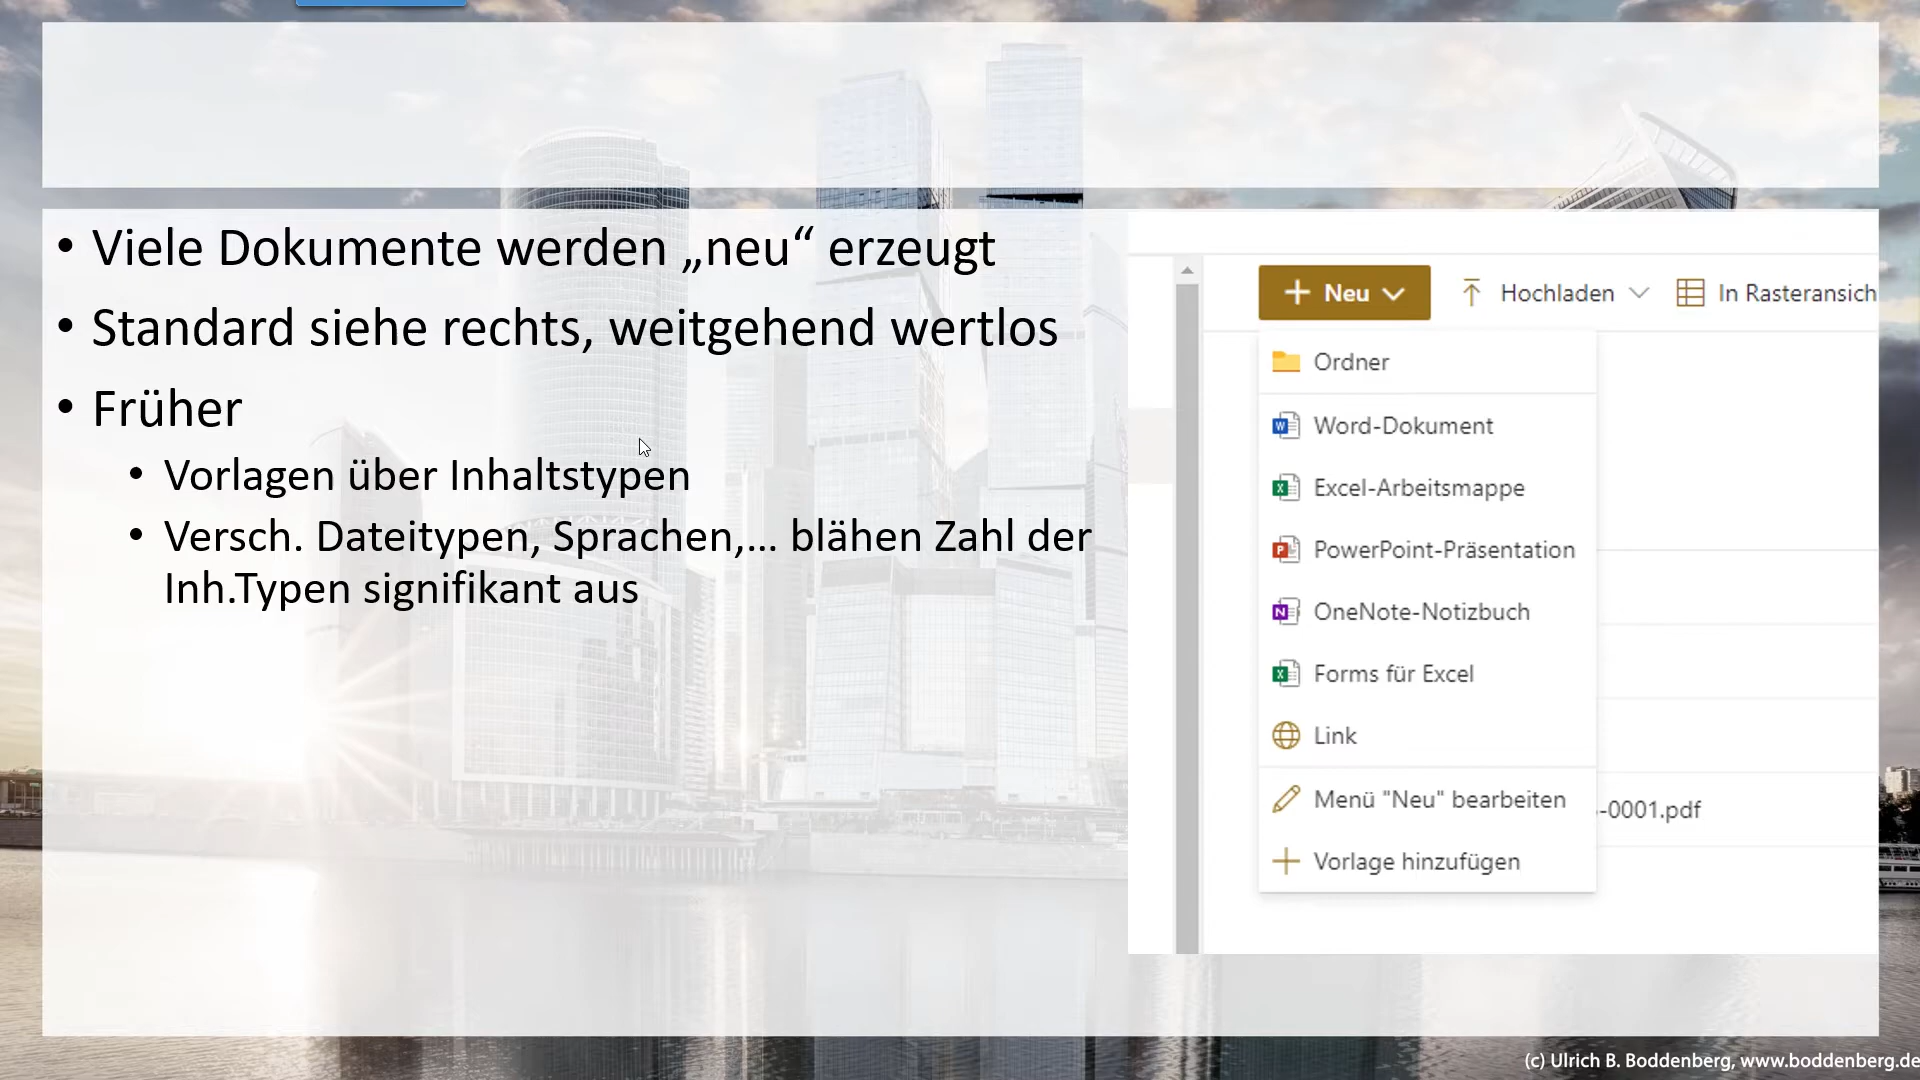 • Viele Dokumente werden „neu“ erzeugt
• Standard siehe rechts, weitgehend wertlos
• Früher
• Vorlagen über Inhaltstypen
• Versch. Dateitypen, Sprachen,… blähen Zahl der
Inh.Typen signifikant aus
Neu
Hochladen
In Rasteransich
Ordner
Word-Dokument
Excel-Arbeitsmappe
PowerPoint-Präsentation
OneNote-Notizbuch
Forms für Excel
Link
Menü "Neu" bearbeiten
-0001.pdf
Vorlage hinzufügen
(c) Ulrich B. Boddenberg, www.boddenberg.de